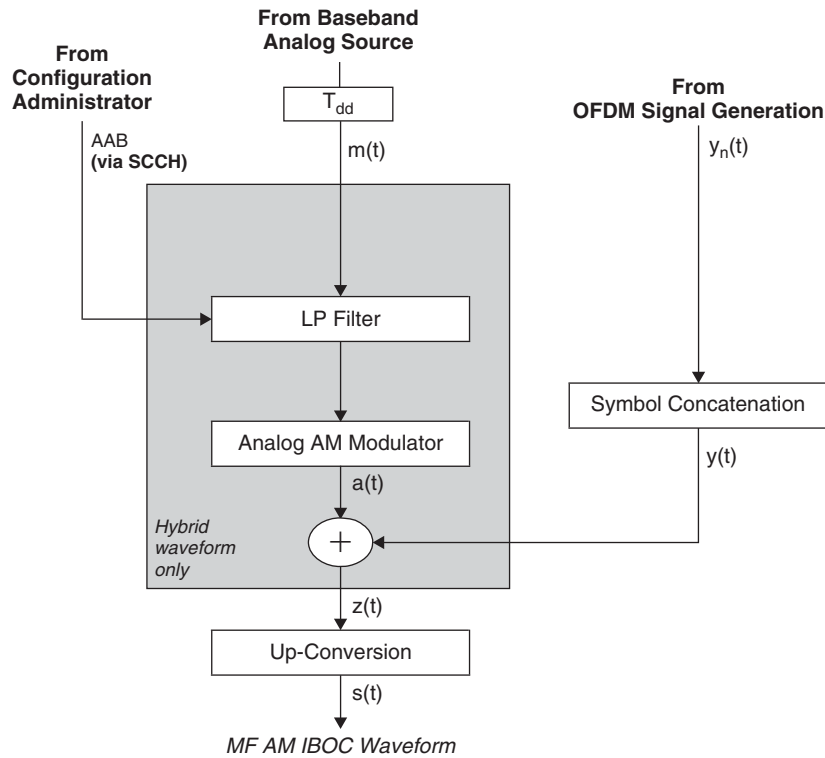 From Baseband
Analog Source
From
Configuration
Administrator
From
OFDM Signal Generation
T_dd
AAB
(via SCCH)
m(t)
y_n(t)
LP Filter
Symbol Concatenation
Analog AM Modulator
a(t)
y(t)
+
Hybrid
waveform
only
z(t)
Up-Conversion
s(t)
MF AM IBOC Waveform